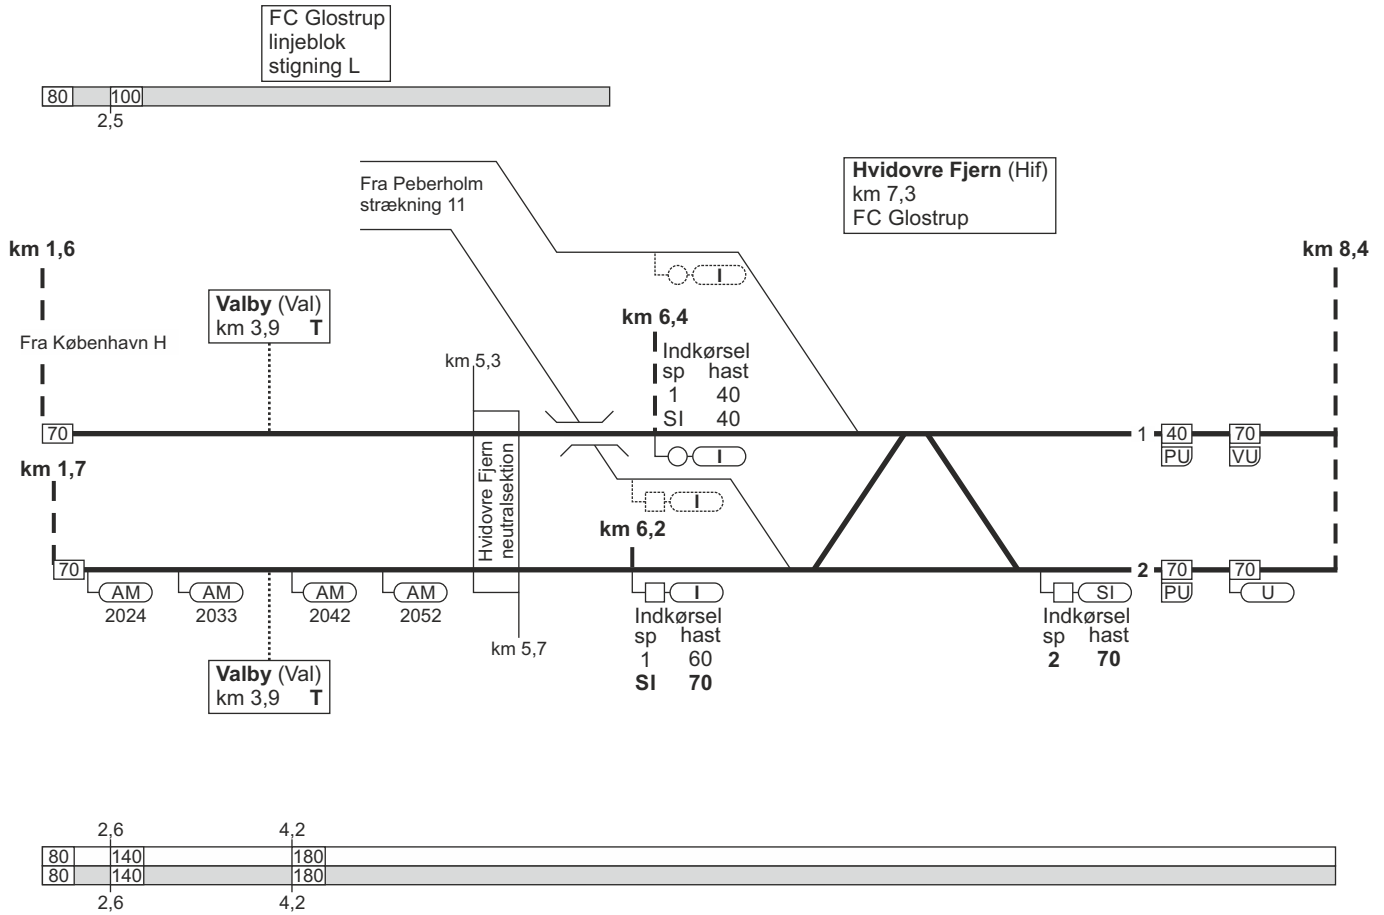 FC Glostrup
linjeblok
stigning L
80 100
2,5
Fra Peberholm
strækning 11
Hvidovre Fjern (Hif)
km 7,3
FC Glostrup
km 1,6
km 8,4
I
Valby (Val)
km 3,9 T
km 6,4
Fra København H
Indkørsel
sp hast
1 40
SI 40
km 5,3
70
1 40 70
PU VU
I
km 1,7
Hvidovre Fjern
neutralsektion
I
km 6,2
70
2 70 70
AM AM AM AM
2024 2033 2042 2052
I
SI
PU U
Indkørsel
sp hast
1 60
SI 70
Indkørsel
sp hast
2 70
km 5,7
Valby (Val)
km 3,9 T
2,6 4,2
80 140 180
80 140 180
2,6 4,2